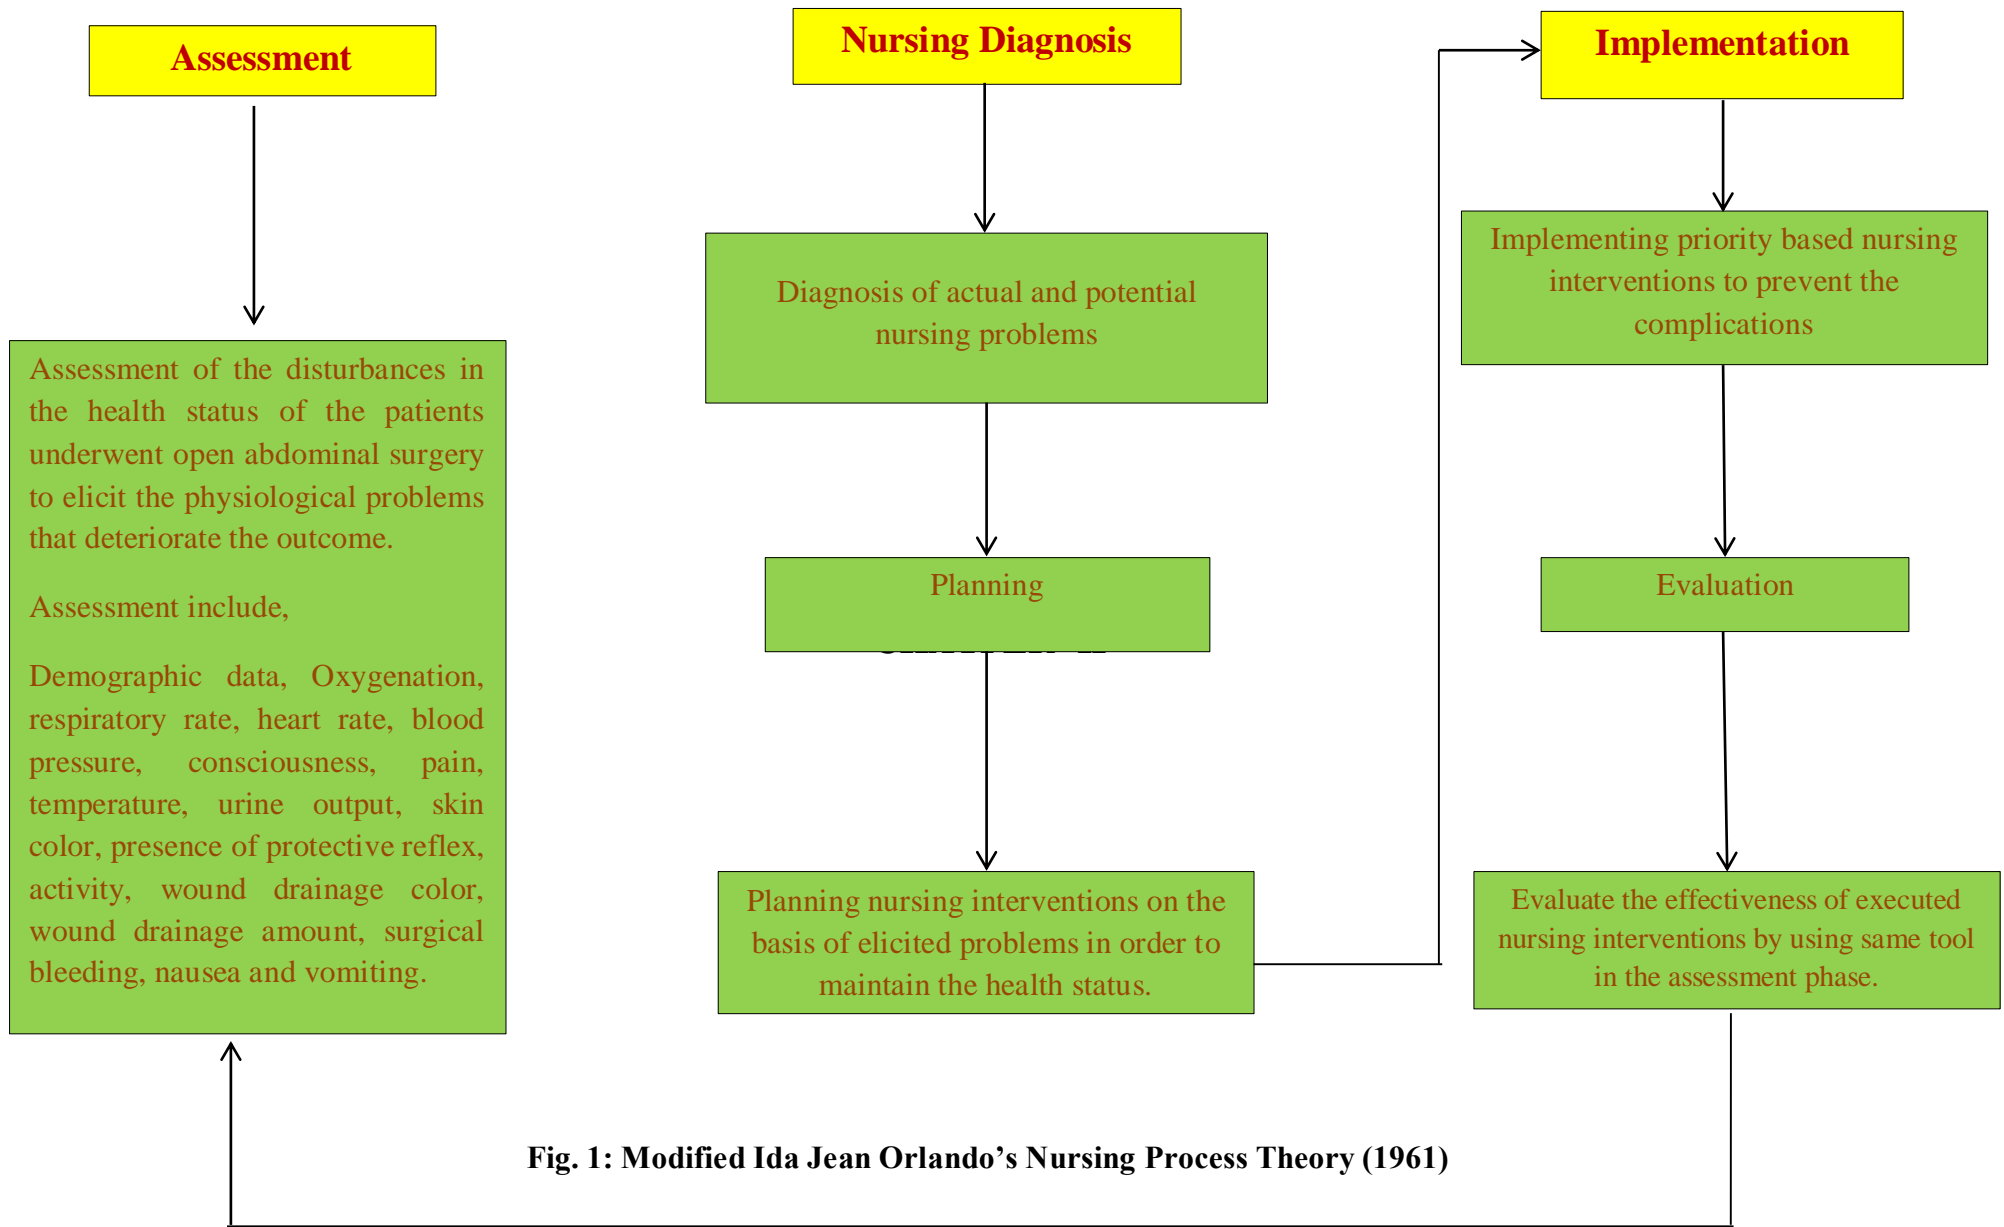 Assessment
Assessment of the disturbances in
the health status of the patients
underwent open abdominal surgery
to elicit the physiological problems
that deteriorate the outcome.
Assessment include,
Demographic data, Oxygenation,
respiratory rate, heart rate, blood
pressure, consciousness, pain,
temperature, urine output, skin
color, presence of protective reflex,
activity, wound drainage color,
wound drainage amount, surgical
bleeding, nausea and vomiting.
Nursing Diagnosis
Diagnosis of actual and potential
nursing problems
Planning
Planning nursing interventions on the
basis of elicited problems in order to
maintain the health status.
Implementation
Implementing priority based nursing
interventions to prevent the
complications
Evaluation
Evaluate the effectiveness of executed
nursing interventions by using same tool
in the assessment phase.
Fig. 1: Modified Ida Jean Orlando’s Nursing Process Theory (1961)